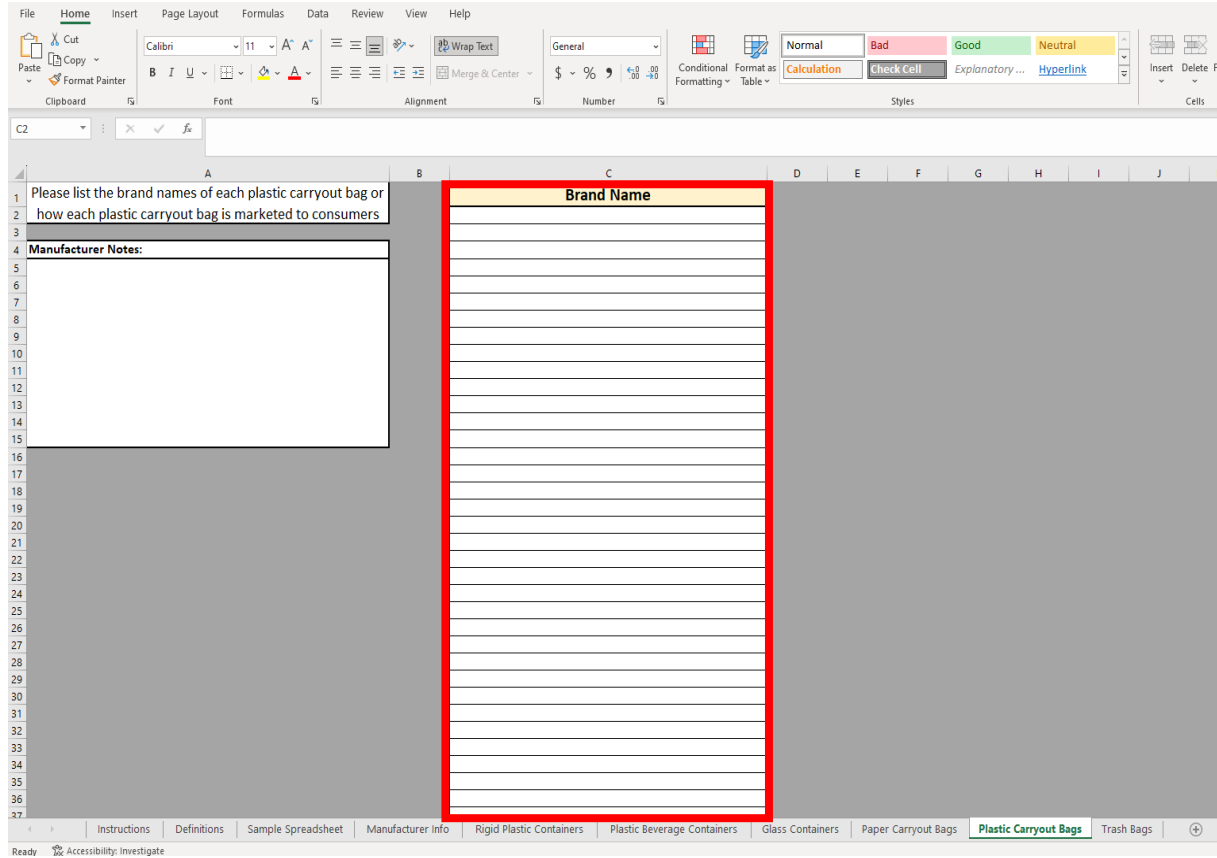 File Home Insert Page Layout Formulas Data Review View Help
Cut
Copy
Paste
Format Painter
Clipboard
Calibri 11 A A
B I U A
Font
Wrap Text
Merge & Center
Alignment
General
$ % 9
Number
Conditional Formatting
Format as Table
Normal Bad Good Neutral
Calculation Check Cell Explanatory ... Hyperlink
Styles
Insert Delete F
Cells
C2 fx
A B C D E F G H I J
1 Please list the brand names of each plastic carryout bag or Brand Name
2 how each plastic carryout bag is marketed to consumers
3
4 Manufacturer Notes:
5
6
7
8
9
10
11
12
13
14
15
16
17
18
19
20
21
22
23
24
25
26
27
28
29
30
31
32
33
34
35
36
37
Instructions Definitions Sample Spreadsheet Manufacturer Info Rigid Plastic Containers Plastic Beverage Containers Glass Containers Paper Carryout Bags Plastic Carryout Bags Trash Bags
Ready Accessibility: Investigate